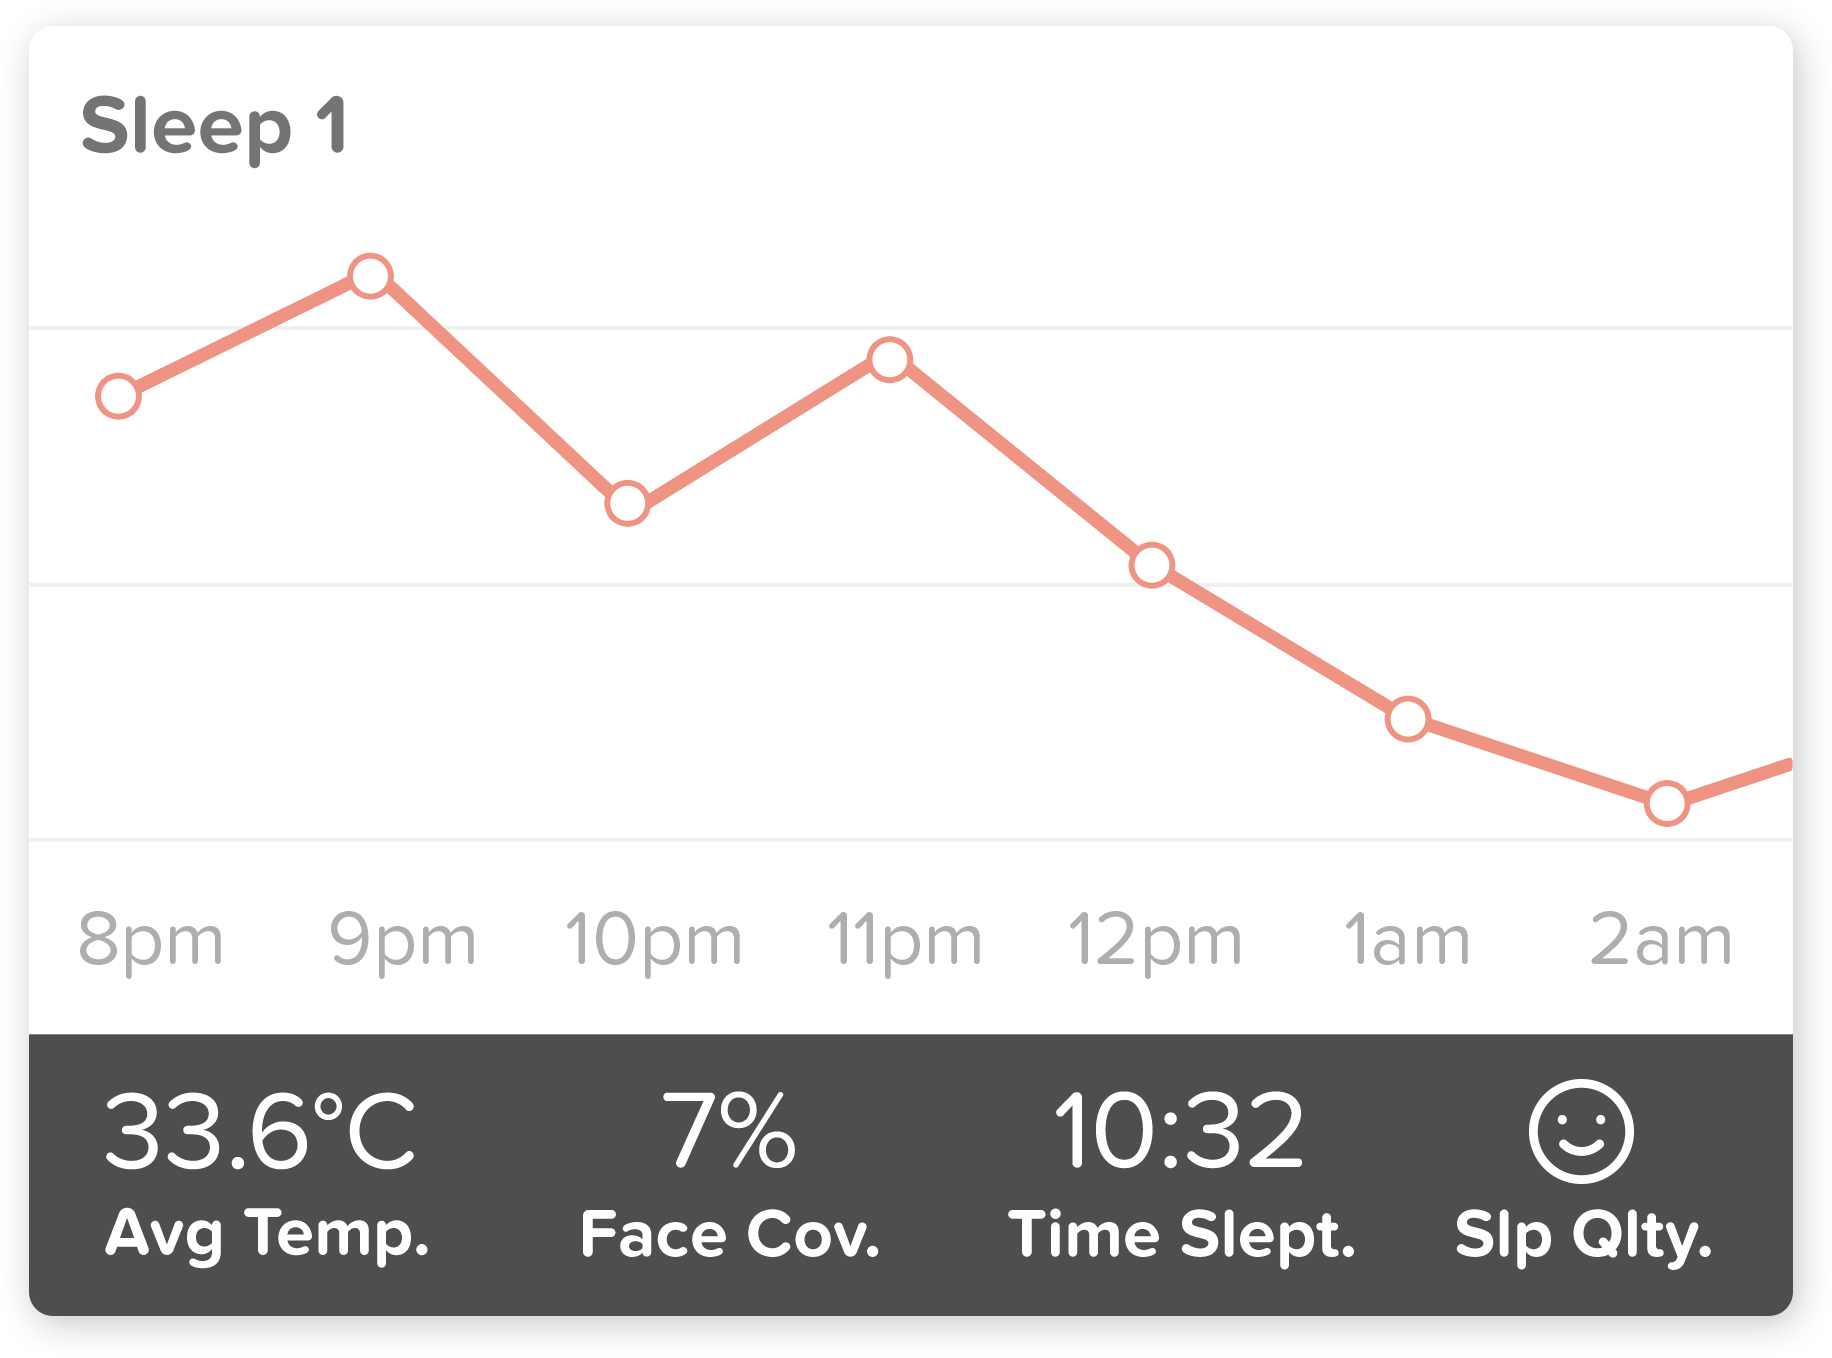 Sleep 1
8pm 9pm 10pm 11pm 12pm 1am 2am
33.6°C 7% 10:32
Avg Temp. Face Cov. Time Slept. Slp Qlty.